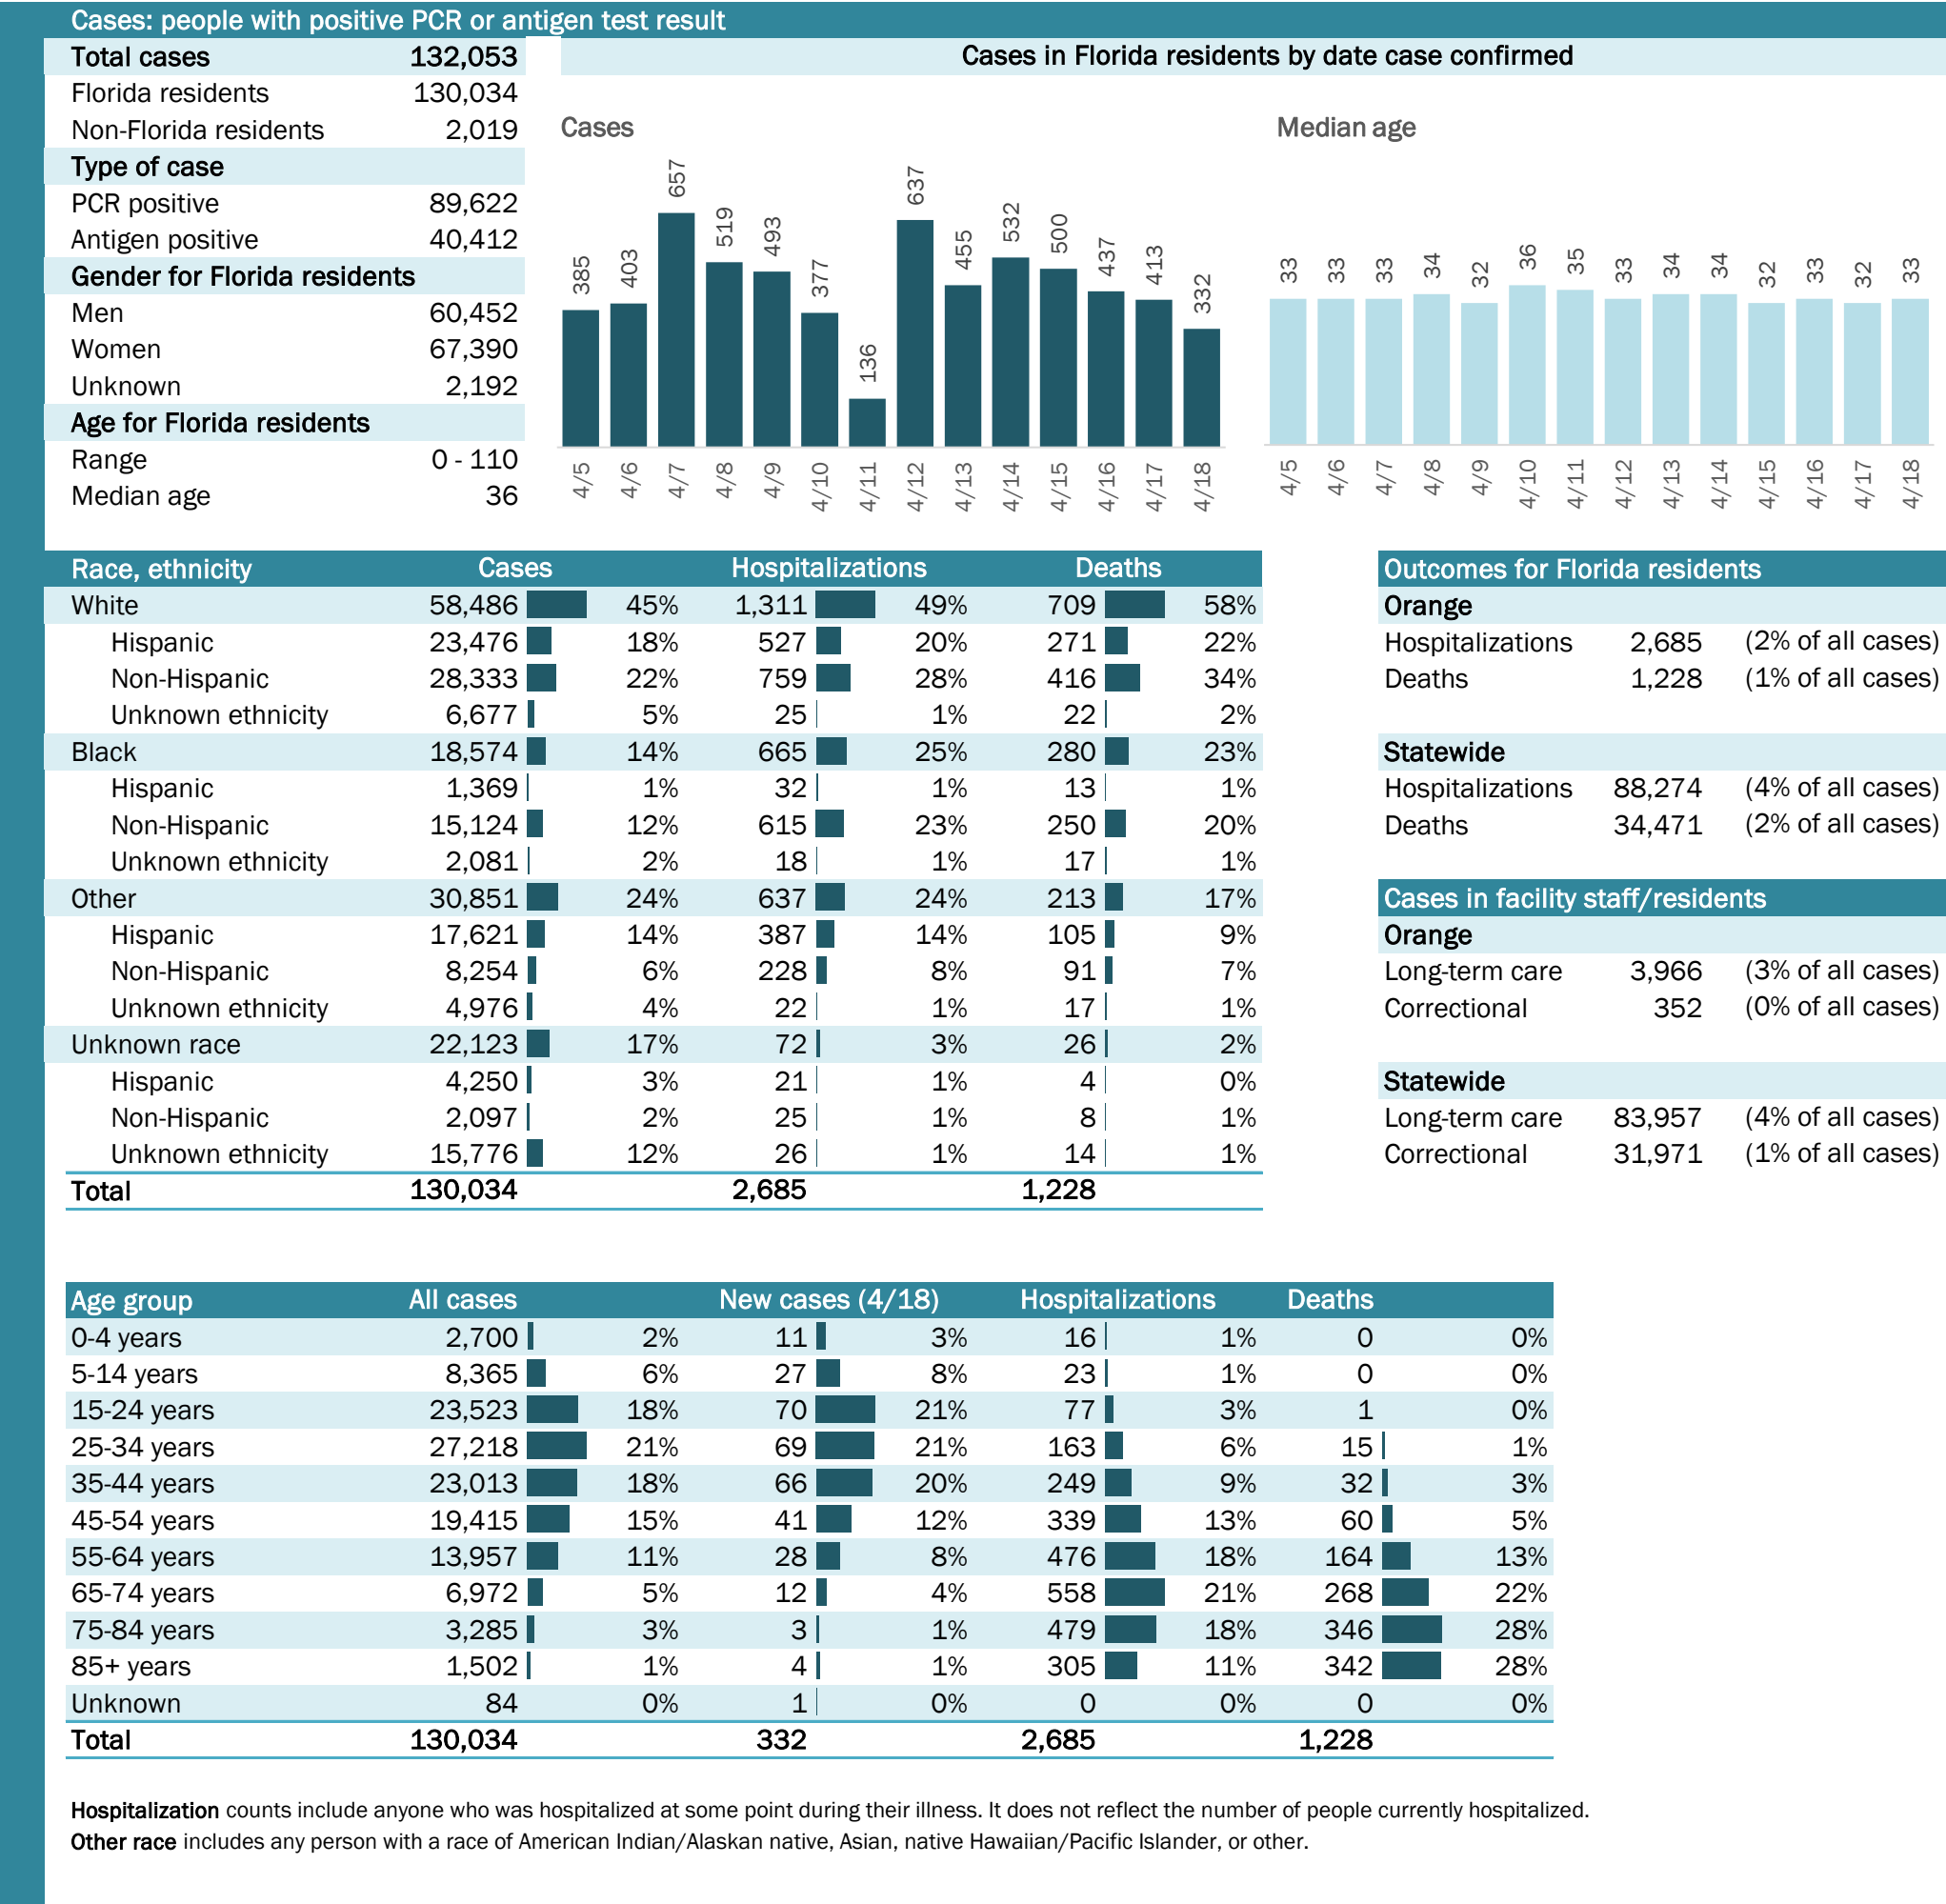 Cases: people with positive PCR or antigen test result
Total cases 132,053
Florida residents 130,034
Non-Florida residents 2,019
Type of case
PCR positive 89,622
Antigen positive 40,412
Gender for Florida residents
Men 60,452
Women 67,390
Unknown 2,192
Age for Florida residents
Range 0 - 110
Median age 36
Cases in Florida residents by date case confirmed
Cases
385 403 657 519 493 377 136 637 455 532 500 437 413 332
4/5 4/6 4/7 4/8 4/9 4/10 4/11 4/12 4/13 4/14 4/15 4/16 4/17 4/18
Median age
33 33 33 34 32 36 35 33 34 34 32 33 32 33
4/5 4/6 4/7 4/8 4/9 4/10 4/11 4/12 4/13 4/14 4/15 4/16 4/17 4/18
Race, ethnicity Cases Hospitalizations Deaths
White 58,486 45% 1,311 49% 709 58%
Hispanic 23,476 18% 527 20% 271 22%
Non-Hispanic 28,333 22% 759 28% 416 34%
Unknown ethnicity 6,677 5% 25 1% 22 2%
Black 18,574 14% 665 25% 280 23%
Hispanic 1,369 1% 32 1% 13 1%
Non-Hispanic 15,124 12% 615 23% 250 20%
Unknown ethnicity 2,081 2% 18 1% 17 1%
Other 30,851 24% 637 24% 213 17%
Hispanic 17,621 14% 387 14% 105 9%
Non-Hispanic 8,254 6% 228 8% 91 7%
Unknown ethnicity 4,976 4% 22 1% 17 1%
Unknown race 22,123 17% 72 3% 26 2%
Hispanic 4,250 3% 21 1% 4 0%
Non-Hispanic 2,097 2% 25 1% 8 1%
Unknown ethnicity 15,776 12% 26 1% 14 1%
Total 130,034 2,685 1,228
Outcomes for Florida residents
Orange
Hospitalizations 2,685 (2% of all cases)
Deaths 1,228 (1% of all cases)
Statewide
Hospitalizations 88,274 (4% of all cases)
Deaths 34,471 (2% of all cases)
Cases in facility staff/residents
Orange
Long-term care 3,966 (3% of all cases)
Correctional 352 (0% of all cases)
Statewide
Long-term care 83,957 (4% of all cases)
Correctional 31,971 (1% of all cases)
Age group All cases New cases (4/18) Hospitalizations Deaths
0-4 years 2,700 2% 11 3% 16 1% 0 0%
5-14 years 8,365 6% 27 8% 23 1% 0 0%
15-24 years 23,523 18% 70 21% 77 3% 1 0%
25-34 years 27,218 21% 69 21% 163 6% 15 1%
35-44 years 23,013 18% 66 20% 249 9% 32 3%
45-54 years 19,415 15% 41 12% 339 13% 60 5%
55-64 years 13,957 11% 28 8% 476 18% 164 13%
65-74 years 6,972 5% 12 4% 558 21% 268 22%
75-84 years 3,285 3% 3 1% 479 18% 346 28%
85+ years 1,502 1% 4 1% 305 11% 342 28%
Unknown 84 0% 1 0% 0 0% 0 0%
Total 130,034 332 2,685 1,228
Hospitalization counts include anyone who was hospitalized at some point during their illness. It does not reflect the number of people currently hospitalized.
Other race includes any person with a race of American Indian/Alaskan native, Asian, native Hawaiian/Pacific Islander, or other.